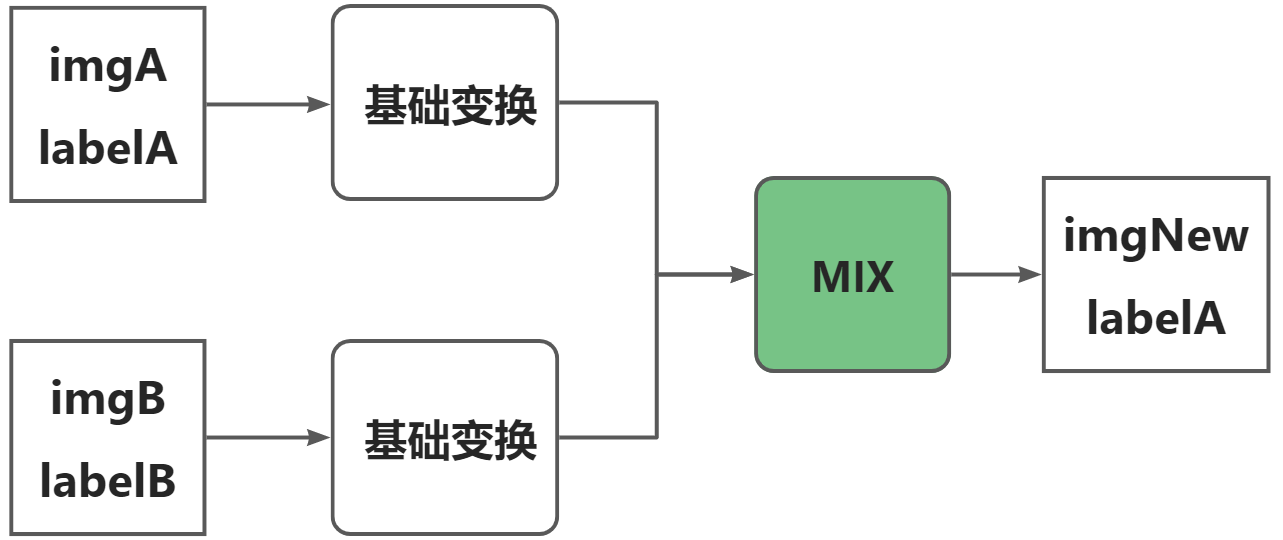 imgA
labelA
基础变换
imgB
labelB
基础变换
MIX
imgNew
labelA